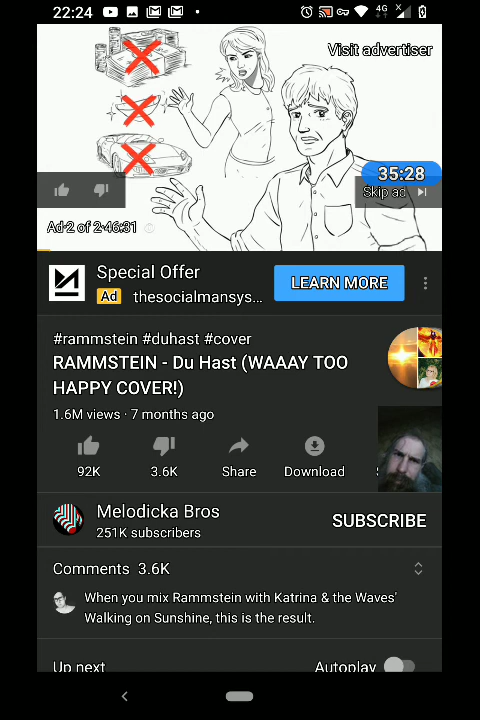 22:24
4G
Visit advertiser
35:28
Skip ad
Ad 2 of 2
Special Offer
LEARN MORE
Ad thesocialmansys...
#rammstein #duhast #cover
RAMMSTEIN - Du Hast (WAAAY TOO
HAPPY COVER!)
1.6M views · 7 months ago
92K 3.6K Share Download
Melodicka Bros
SUBSCRIBE
251K subscribers
Comments 3.6K
When you mix Rammstein with Katrina & the Waves'
Walking on Sunshine, this is the result.
Up next Autoplay